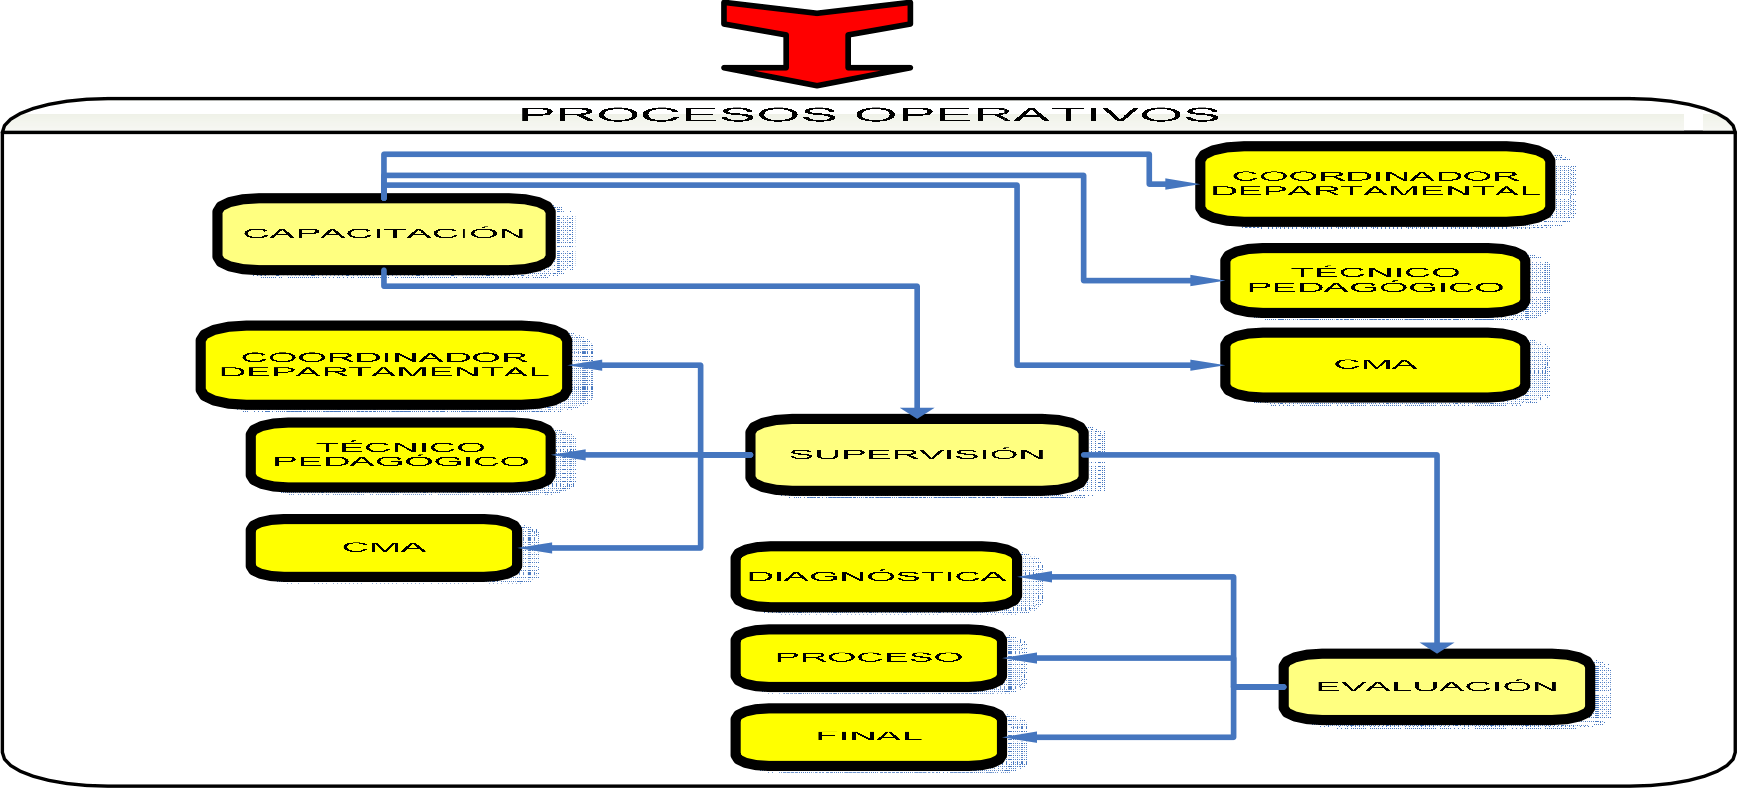 PROCESOS OPERATIVOS
COORDINADOR
DEPARTAMENTAL
CAPACITACIÓN
TÉCNICO
PEDAGÓGICO
CMA
COORDINADOR
DEPARTAMENTAL
TÉCNICO
PEDAGÓGICO
SUPERVISIÓN
CMA
DIAGNÓSTICA
PROCESO
EVALUACIÓN
FINAL